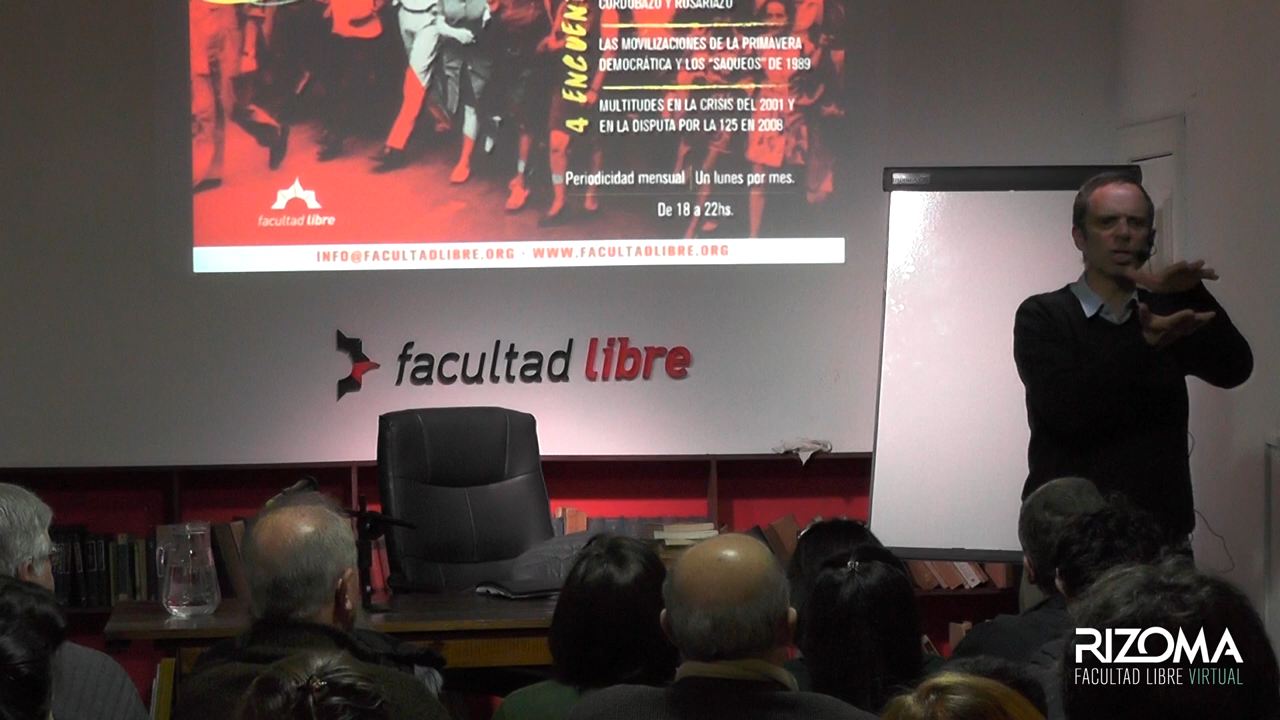 CORDOBAZO Y ROSARIAZO
4 ENCUEN
LAS MOVILIZACIONES DE LA PRIMAVERA
DEMOCRÁTICA Y LOS "SAQUEOS" DE 1989
MULTITUDES EN LA CRISIS DEL 2001 Y
EN LA DISPUTA POR LA 125 EN 2008
Periodicidad mensual | Un lunes por mes.
De 18 a 22hs.
facultad libre
INFO@FACULTADLIBRE.ORG · WWW.FACULTADLIBRE.ORG
facultad libre
RIZOMA
FACULTAD LIBRE VIRTUAL